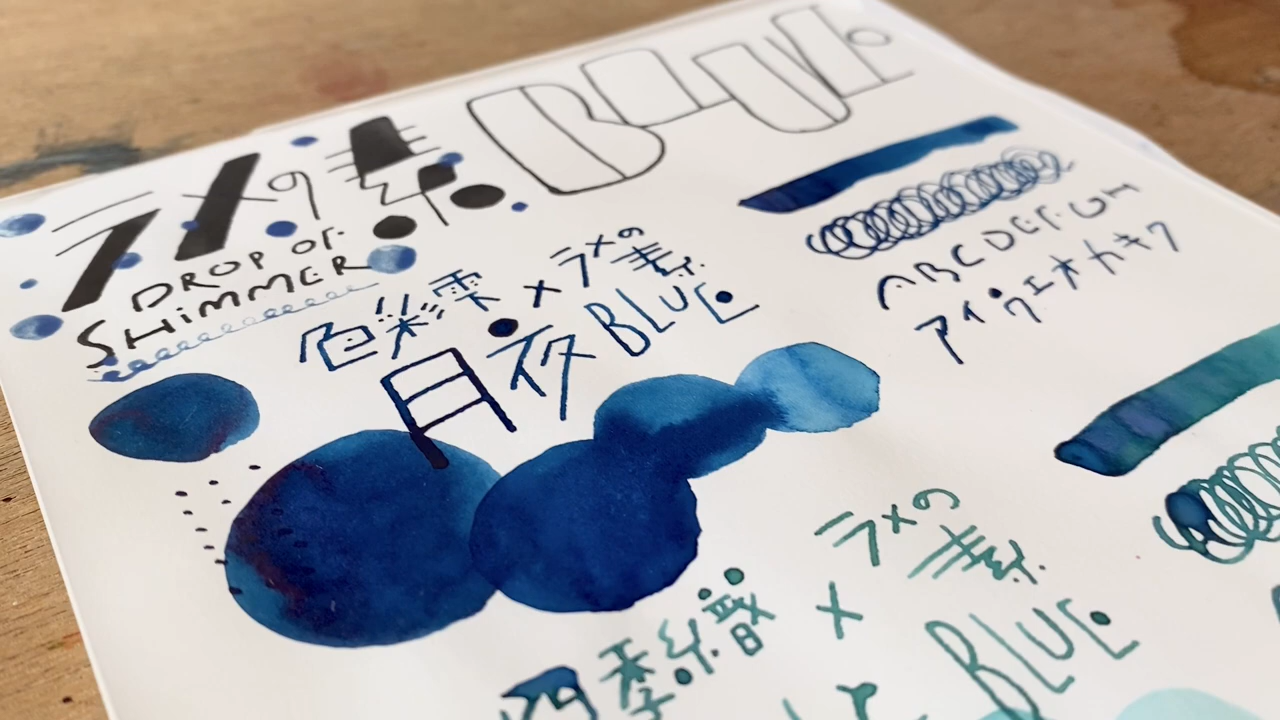 ラメの素 BLUE
DROP OF
SHIMMER
色彩雫×ラメの素
月夜 BLUE
ABCDEFGHI
アイウエオカキク
四季織×ラメの素
BLUE